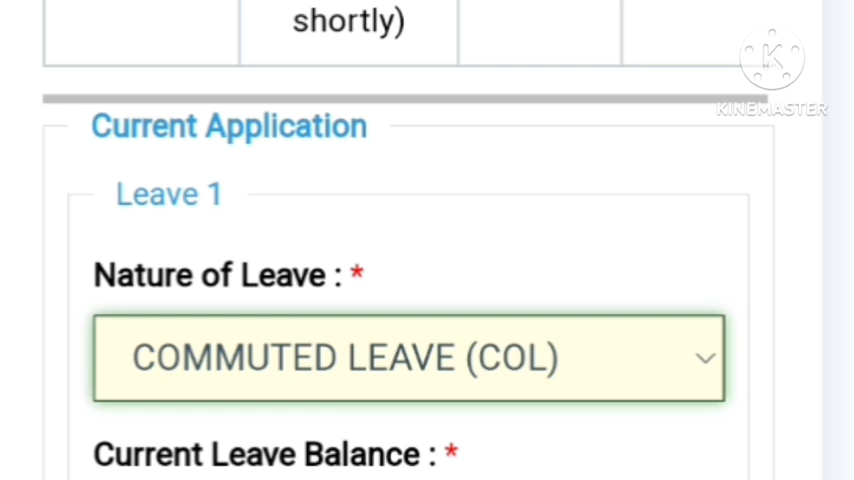 shortly)
KINEMASTER
Current Application
Leave 1
Nature of Leave : *
COMMUTED LEAVE (COL)
Current Leave Balance : *